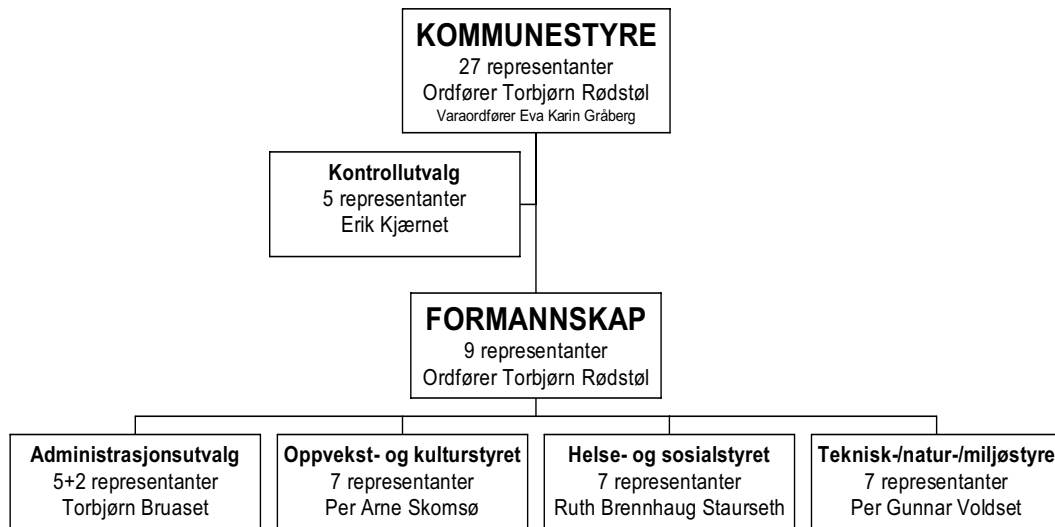 KOMMUNESTYRE
27 representanter
Ordfører Torbjørn Rødstøl
Varaordfører Eva Karin Gråberg
Kontrollutvalg
5 representanter
Erik Kjærnet
FORMANNSKAP
9 representanter
Ordfører Torbjørn Rødstøl
Administrasjonsutvalg
5+2 representanter
Torbjørn Bruaset
Oppvekst- og kulturstyret
7 representanter
Per Arne Skomsø
Helse- og sosialstyret
7 representanter
Ruth Brennhaug Staurseth
Teknisk-/natur-/miljøstyre
7 representanter
Per Gunnar Voldset